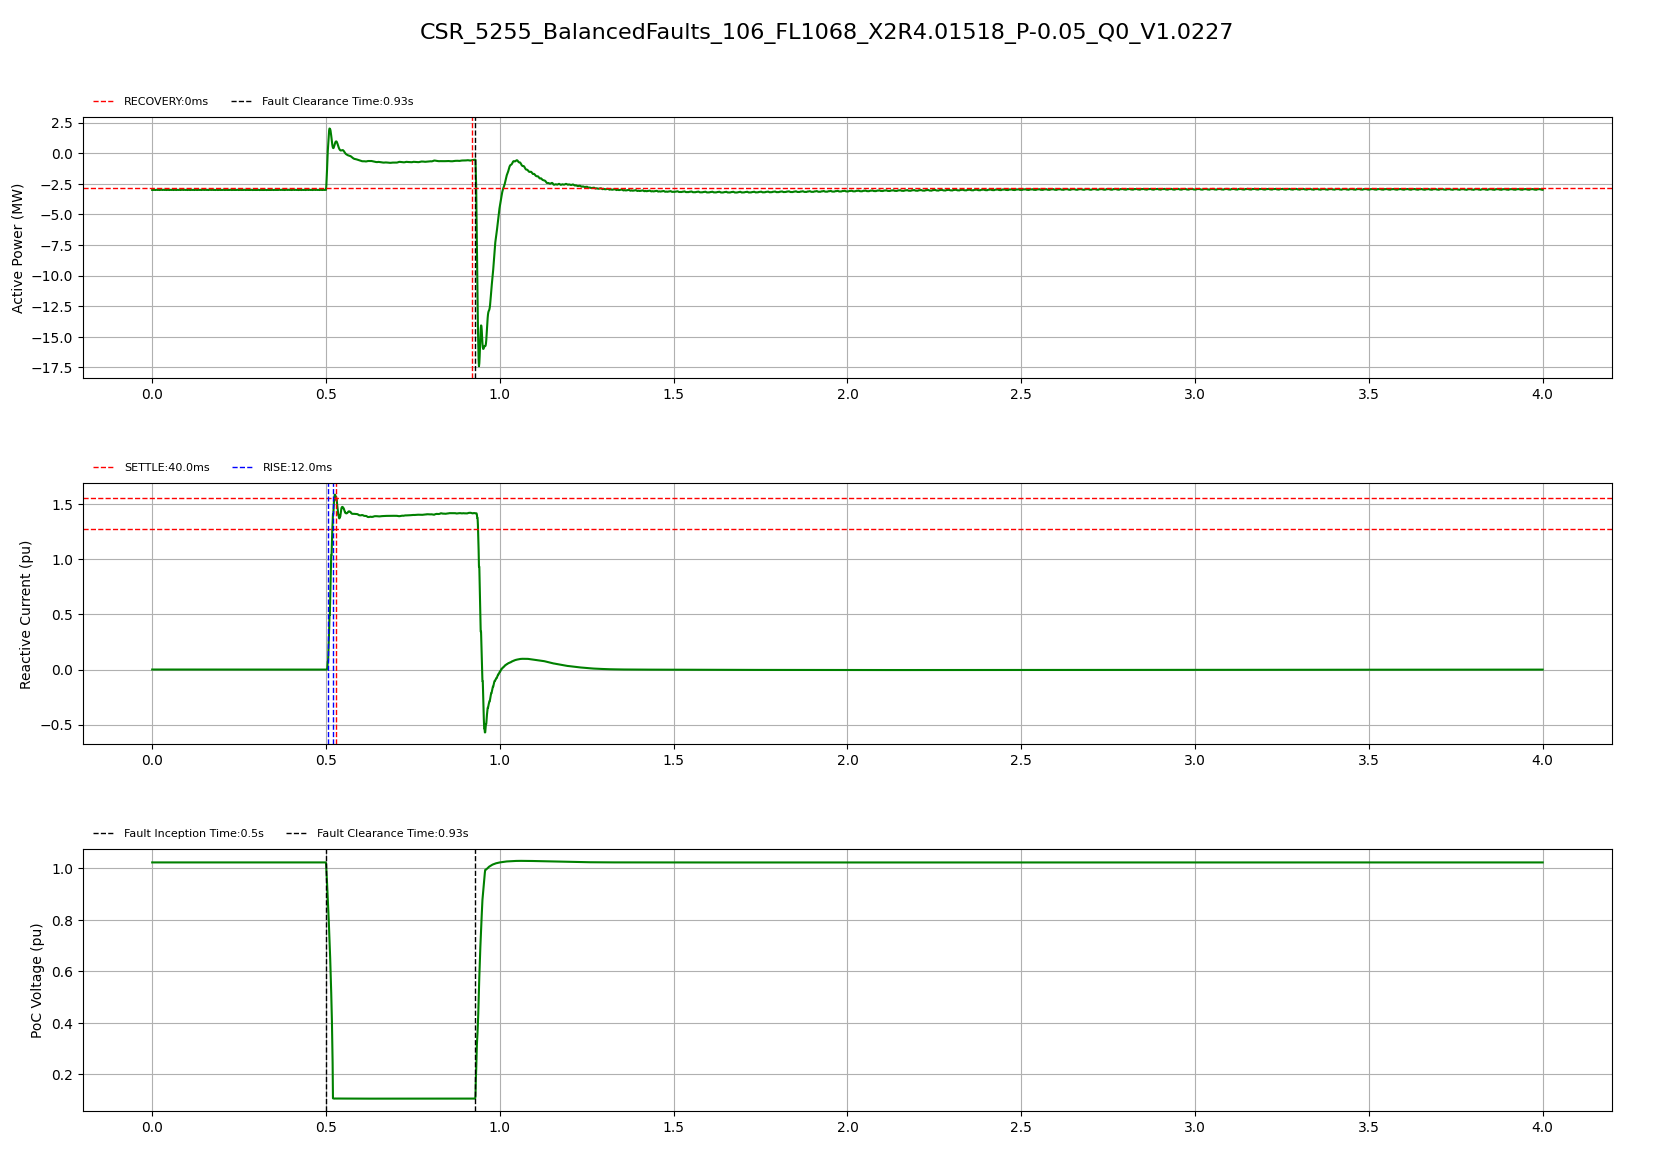 CSR_5255_BalancedFaults_106_FL1068_X2R4.01518_P-0.05_Q0_V1.0227
RECOVERY:0ms Fault Clearance Time:0.93s
Active Power (MW)
2.5
0.0
−2.5
−5.0
−7.5
−10.0
−12.5
−15.0
−17.5
0.0 0.5 1.0 1.5 2.0 2.5 3.0 3.5 4.0
SETTLE:40.0ms RISE:12.0ms
Reactive Current (pu)
1.5
1.0
0.5
0.0
−0.5
0.0 0.5 1.0 1.5 2.0 2.5 3.0 3.5 4.0
Fault Inception Time:0.5s Fault Clearance Time:0.93s
PoC Voltage (pu)
1.0
0.8
0.6
0.4
0.2
0.0 0.5 1.0 1.5 2.0 2.5 3.0 3.5 4.0